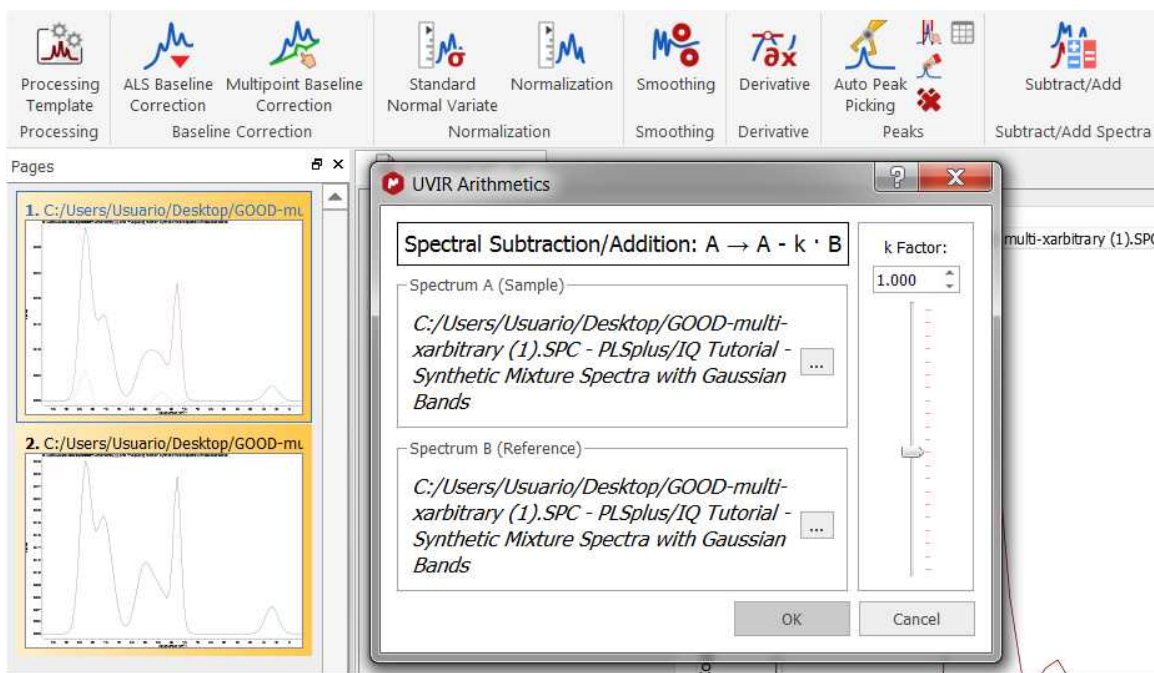 Processing
Template
ALS Baseline
Correction
Multipoint Baseline
Correction
Standard
Normal Variate
Normalization
Smoothing
Derivative
Auto Peak
Picking
Subtract/Add
Processing
Baseline Correction
Normalization
Smoothing
Derivative
Peaks
Subtract/Add Spectra
Pages
1. C:/Users/Usuario/Desktop/GOOD-mu
2. C:/Users/Usuario/Desktop/GOOD-mu
UVIR Arithmetics
Spectral Subtraction/Addition: A → A - k · B
Spectrum A (Sample)
C:/Users/Usuario/Desktop/GOOD-multi-
xarbitrary (1).SPC - PLSplus/IQ Tutorial -
Synthetic Mixture Spectra with Gaussian
Bands
...
Spectrum B (Reference)
C:/Users/Usuario/Desktop/GOOD-multi-
xarbitrary (1).SPC - PLSplus/IQ Tutorial -
Synthetic Mixture Spectra with Gaussian
Bands
...
k Factor:
1.000
OK
Cancel
multi-xarbitrary (1).SPC